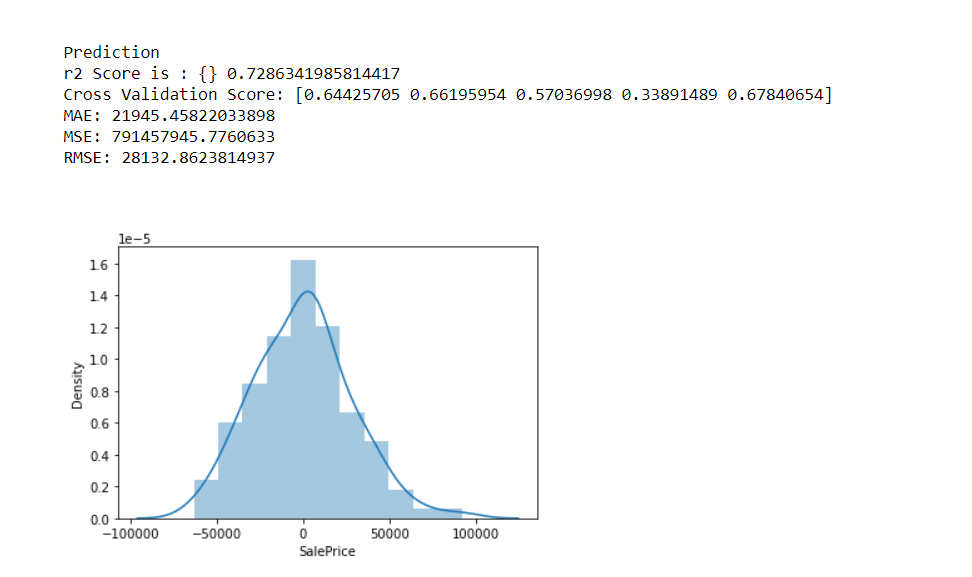 Prediction
r2 Score is : {} 0.7286341985814417
Cross Validation Score: [0.64425705 0.66195954 0.57036998 0.33891489 0.67840654]
MAE: 21945.45822033898
MSE: 791457945.7760633
RMSE: 28132.8623814937
1e−5
1.6
1.4
1.2
1.0
0.8
0.6
0.4
0.2
0.0
Density
−100000 −50000 0 50000 100000
SalePrice